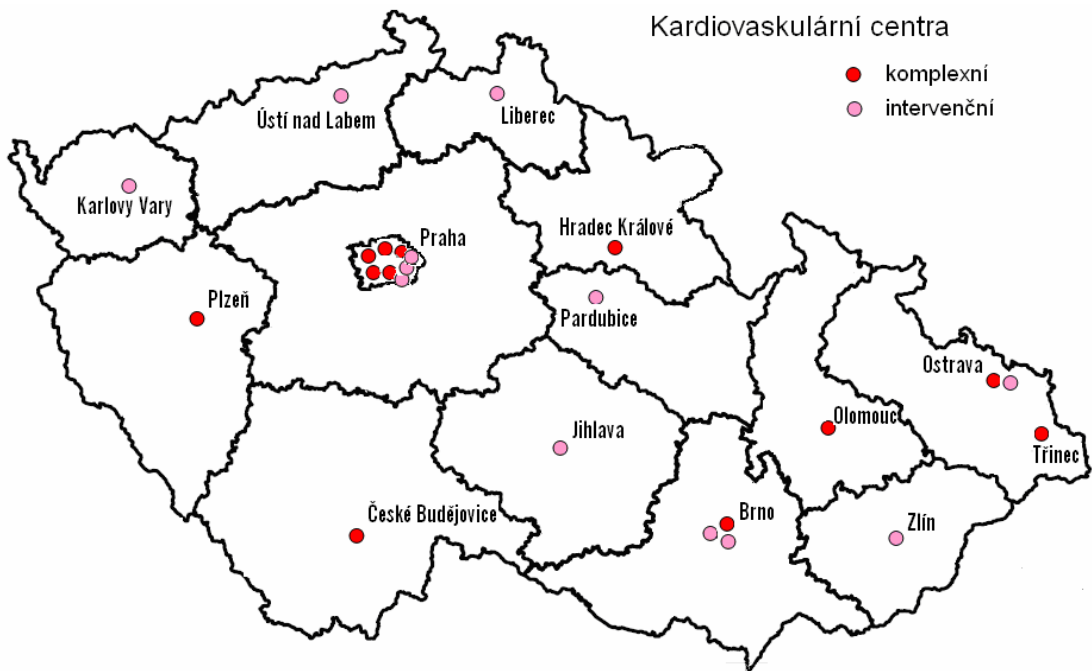 Kardiovaskulární centra
komplexní
intervenční
Ústí nad Labem
Liberec
Karlovy Vary
Praha
Hradec Králové
Plzeň
Pardubice
Ostrava
Olomouc
Třinec
Jihlava
České Budějovice
Brno
Zlín